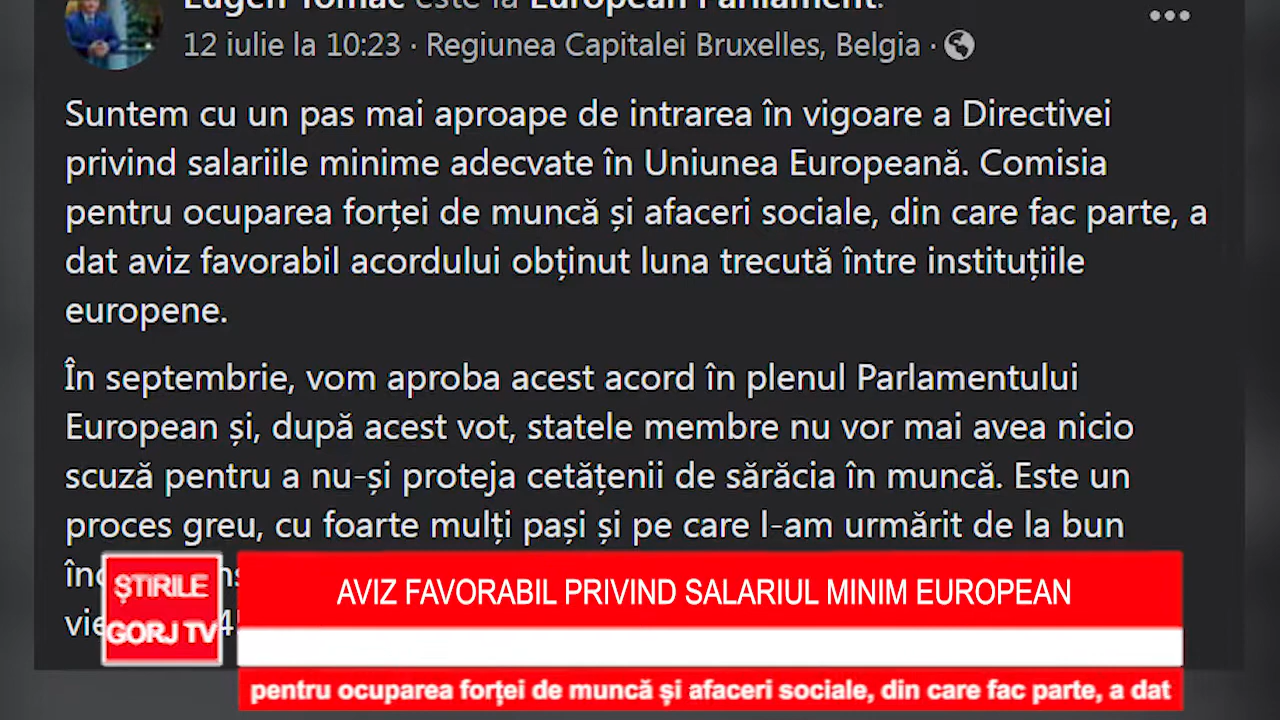 Eugen Tomac este la European Parliament.
12 iulie la 10:23 · Regiunea Capitalei Bruxelles, Belgia ·
Suntem cu un pas mai aproape de intrarea în vigoare a Directivei
privind salariile minime adecvate în Uniunea Europeană. Comisia
pentru ocuparea forței de muncă și afaceri sociale, din care fac parte, a
dat aviz favorabil acordului obținut luna trecută între instituțiile
europene.
În septembrie, vom aproba acest acord în plenul Parlamentului
European și, după acest vot, statele membre nu vor mai avea nicio
scuză pentru a nu-și proteja cetățenii de sărăcia în muncă. Este un
proces greu, cu foarte mulți pași și pe care l-am urmărit de la bun
ȘTIRILE
GORJ TV
AVIZ FAVORABIL PRIVIND SALARIUL MINIM EUROPEAN
pentru ocuparea forței de muncă și afaceri sociale, din care fac parte, a dat